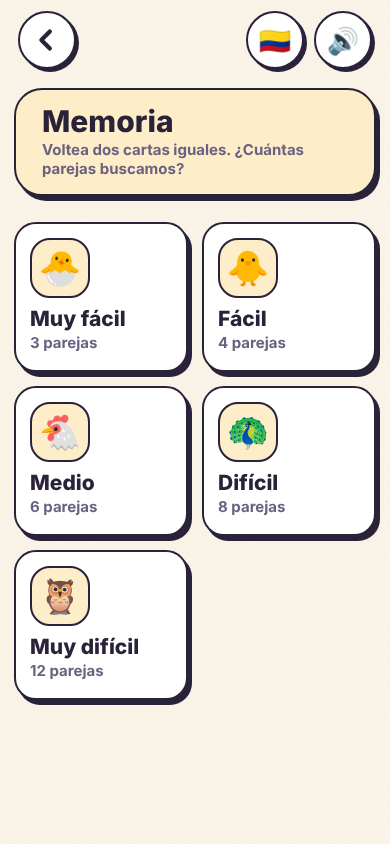 Memoria
Voltea dos cartas iguales. ¿Cuántas
parejas buscamos?
Muy fácil
3 parejas
Fácil
4 parejas
Medio
6 parejas
Difícil
8 parejas
Muy difícil
12 parejas